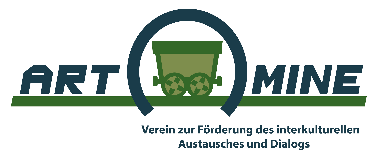 ART MINE
Verein zur Förderung des interkulturellen
Austausches und Dialogs